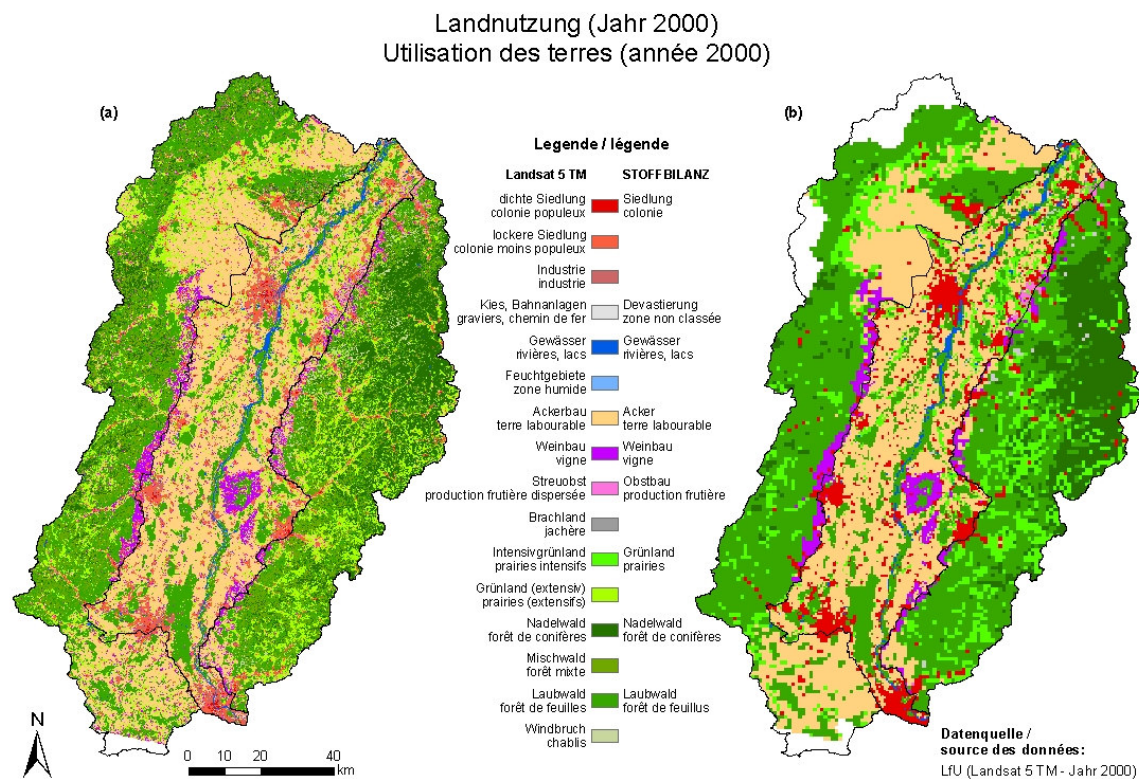 Landnutzung (Jahr 2000)
Utilisation des terres (année 2000)
(a)
(b)
Legende / légende
Landsat 5 TM
STOFFBILANZ
dichte Siedlung
colonie populeux
Siedlung
colonie
lockere Siedlung
colonie moins populeux
Industrie
industrie
Kies, Bahnanlagen
graviers, chemin de fer
Devastierung
zone non classée
Gewässer
rivières, lacs
Gewässer
rivières, lacs
Feuchtgebiete
zone humide
Ackerbau
terre labourable
Acker
terre labourable
Weinbau
vigne
Weinbau
vigne
Streuobst
production frutière dispersée
Obstbau
production frutière
Brachland
jachère
Intensivgrünland
prairies intensifs
Grünland
prairies
Grünland (extensiv)
prairies (extensifs)
Nadelwald
forêt de conifères
Nadelwald
forêt de conifères
Mischwald
forêt mixte
Laubwald
forêt de feuilles
Laubwald
forêt de feuillus
Windbruch
chablis
N
0 10 20 40
km
Datenquelle /
source des données:
LfU (Landsat 5 TM - Jahr 2000)